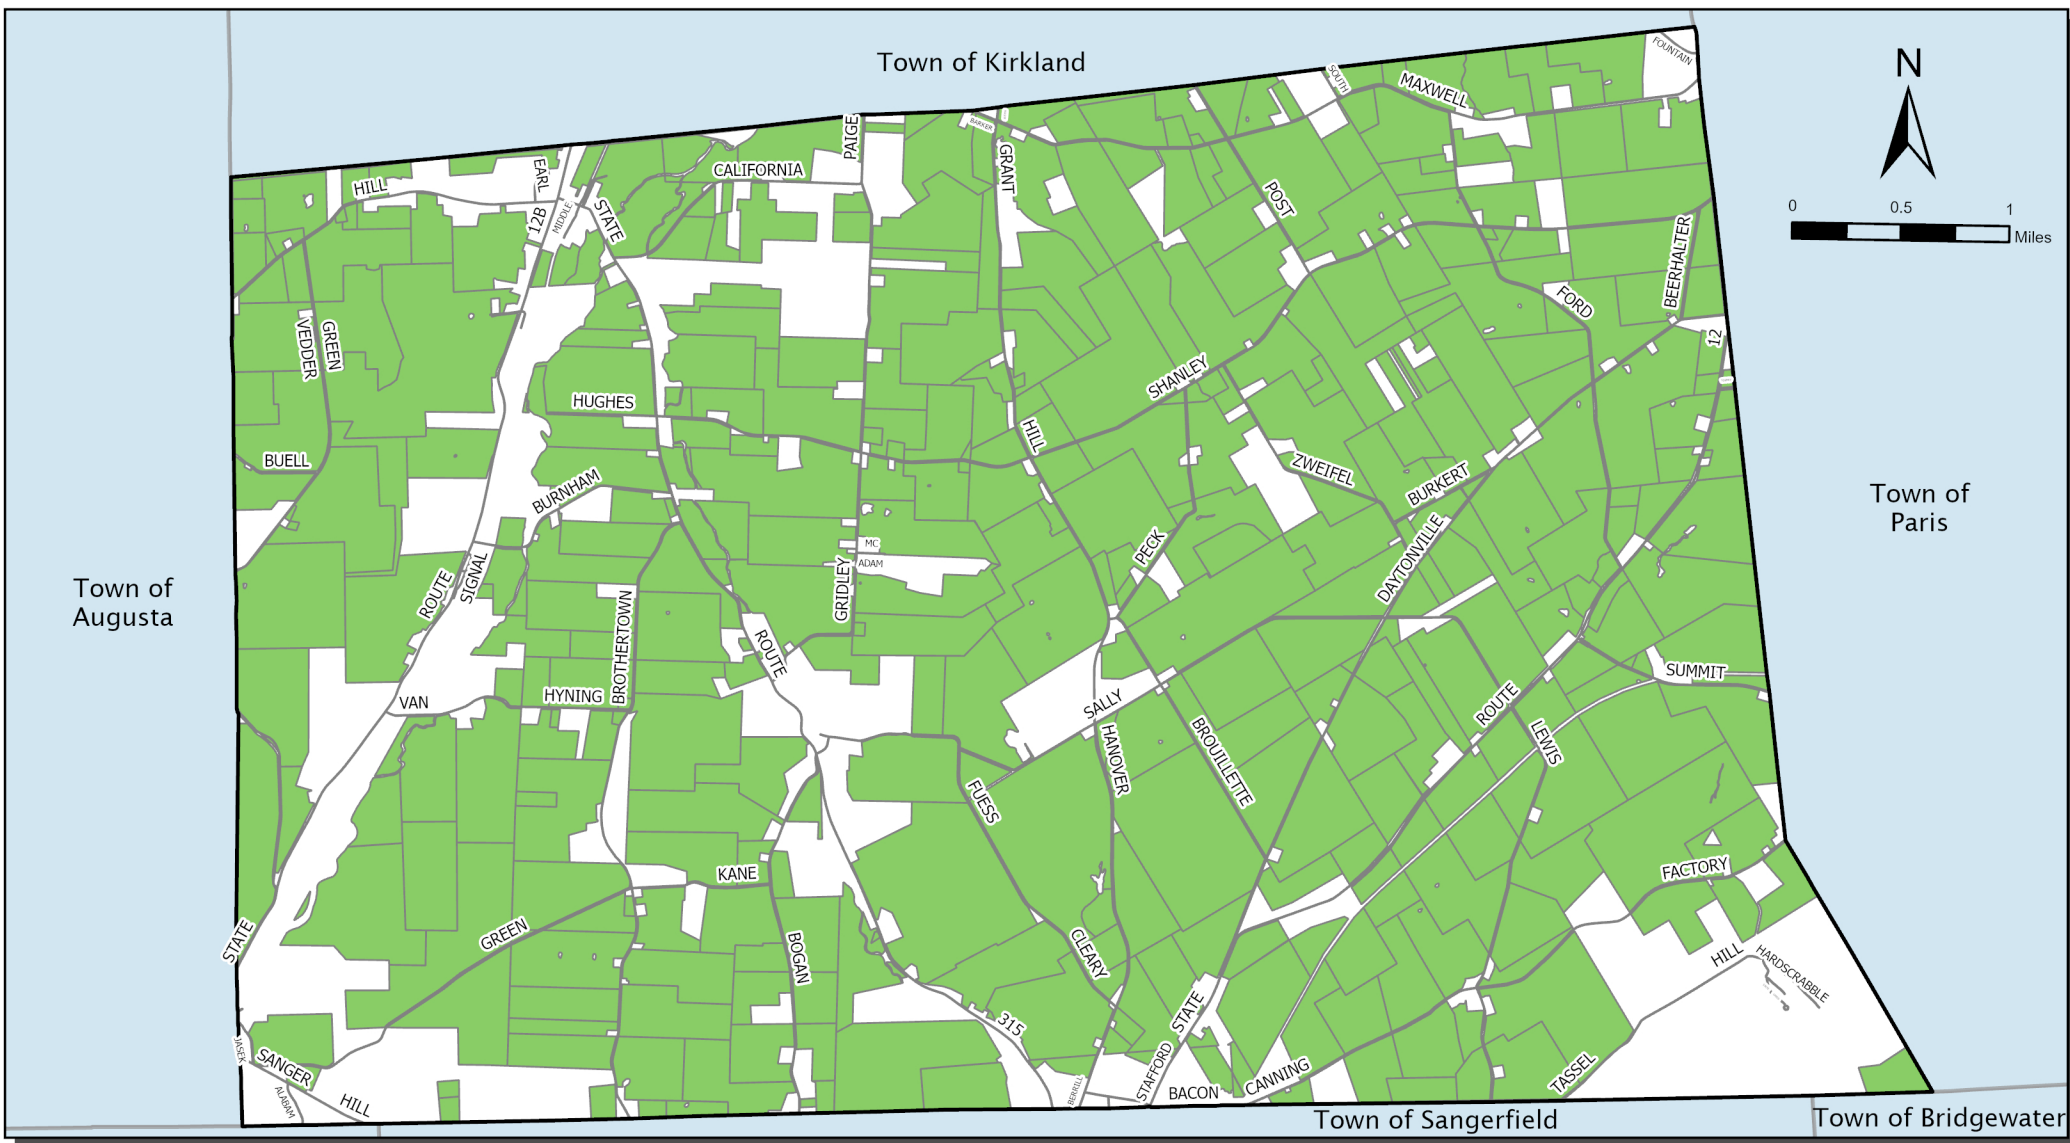 Town of Kirkland
FOUNTAIN
N
SOUTH
MAXWELL
BARKER
PAIGE
EARL
HILL
CALIFORNIA
GRANT
POST
12B
MIDDLE
STATE
0
0.5
1
Miles
BEERHALTER
FORD
GREEN
VEDDER
12
SHANLEY
HUGHES
HILL
BUELL
BURNHAM
ZWEIFEL
BURKERT
Town of
Paris
MC
ADAM
PECK
DAYTONVILLE
Town of
Augusta
ROUTE
SIGNAL
GRIDLEY
BROTHERTOWN
ROUTE
SUMMIT
VAN
HYNING
SALLY
ROUTE
HANOVER
BROUILLETTE
LEWIS
FUESS
KANE
FACTORY
STATE
GREEN
BOGAN
CLEARY
HILL
HARDSCRABBLE
STATE
315
JASEK
SANGER
ALABAM
HILL
BERRILL
STAFFORD
BACON
CANNING
TASSEL
Town of Sangerfield
Town of Bridgewater